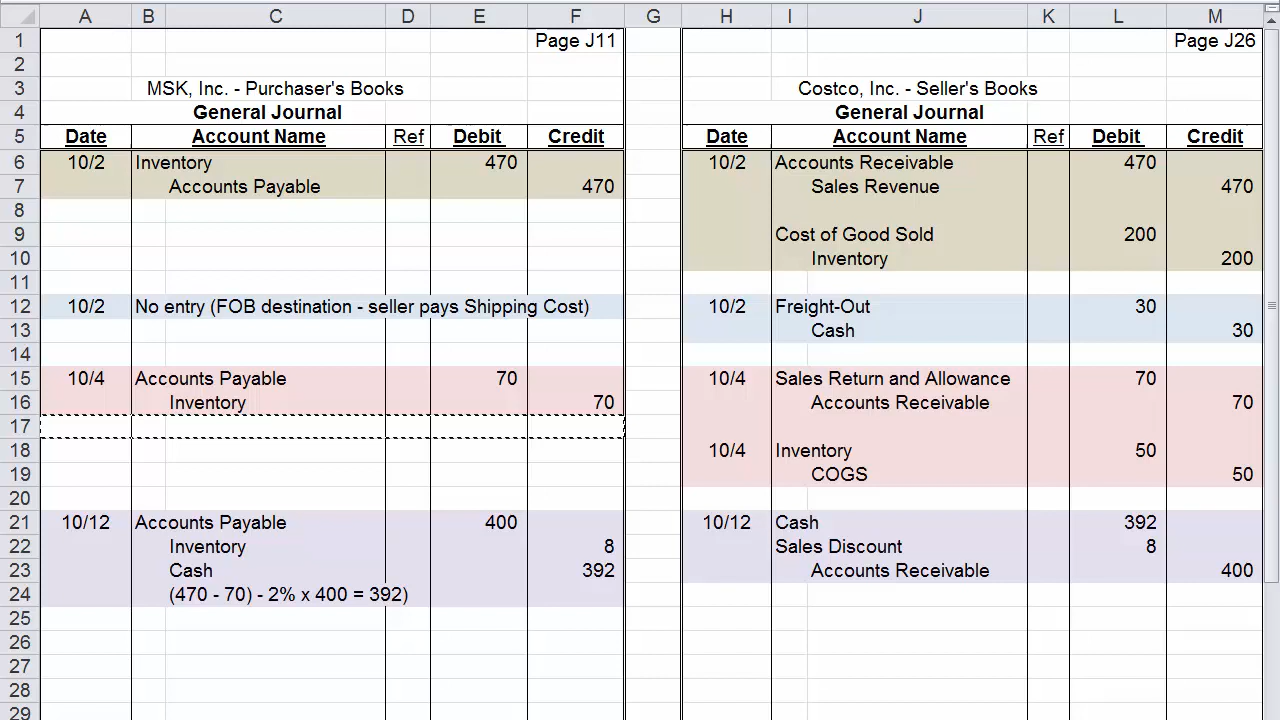 A B C D E F G H I J K L M
1 Page J11 Page J26
2
3 MSK, Inc. - Purchaser's Books Costco, Inc. - Seller's Books
4 General Journal General Journal
5 Date Account Name Ref Debit Credit Date Account Name Ref Debit Credit
6 10/2 Inventory 470 10/2 Accounts Receivable 470
7 Accounts Payable 470 Sales Revenue 470
8
9 Cost of Good Sold 200
10 Inventory 200
11
12 10/2 No entry (FOB destination - seller pays Shipping Cost) 10/2 Freight-Out 30
13 Cash 30
14
15 10/4 Accounts Payable 70 10/4 Sales Return and Allowance 70
16 Inventory 70 Accounts Receivable 70
17
18 10/4 Inventory 50
19 COGS 50
20
21 10/12 Accounts Payable 400 10/12 Cash 392
22 Inventory 8 Sales Discount 8
23 Cash 392 Accounts Receivable 400
24 (470 - 70) - 2% x 400 = 392)
25
26
27
28
29